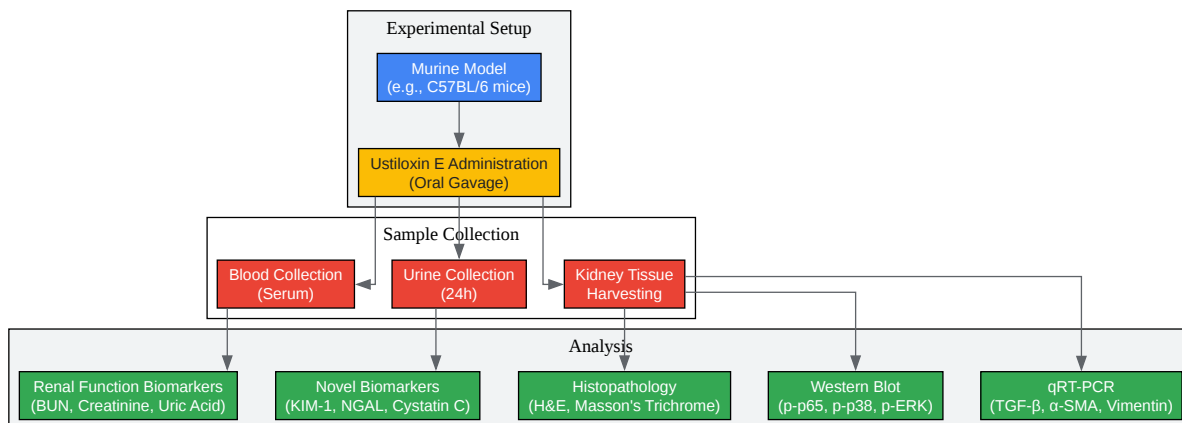 Experimental Setup
Murine Model
(e.g., C57BL/6 mice)
Ustiloxin E Administration
(Oral Gavage)
Sample Collection
Blood Collection
(Serum)
Urine Collection
(24h)
Kidney Tissue
Harvesting
Analysis
Renal Function Biomarkers
(BUN, Creatinine, Uric Acid)
Novel Biomarkers
(KIM-1, NGAL, Cystatin C)
Histopathology
(H&E, Masson's Trichrome)
Western Blot
(p-p65, p-p38, p-ERK)
qRT-PCR
(TGF-β, α-SMA, Vimentin)